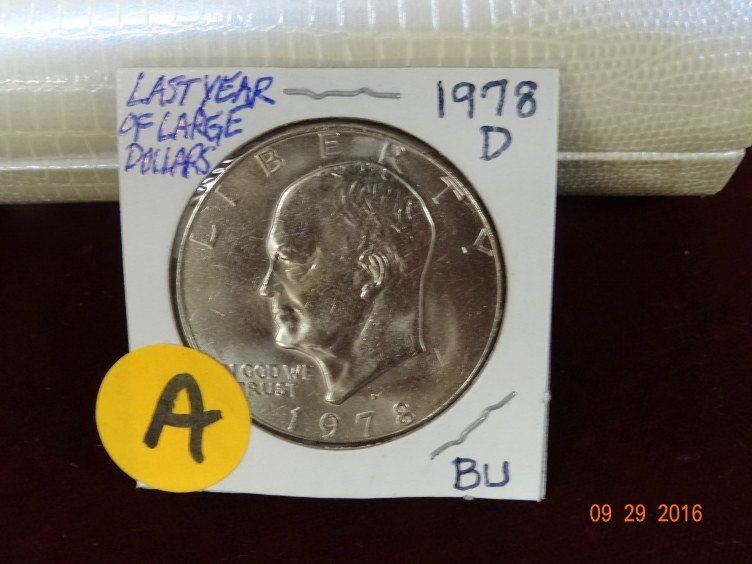 LAST YEAR
OF LARGE
DOLLARS
1978
D
LIBERTY
N GOD WE
TRUST
1978
A
BU
09 29 2016